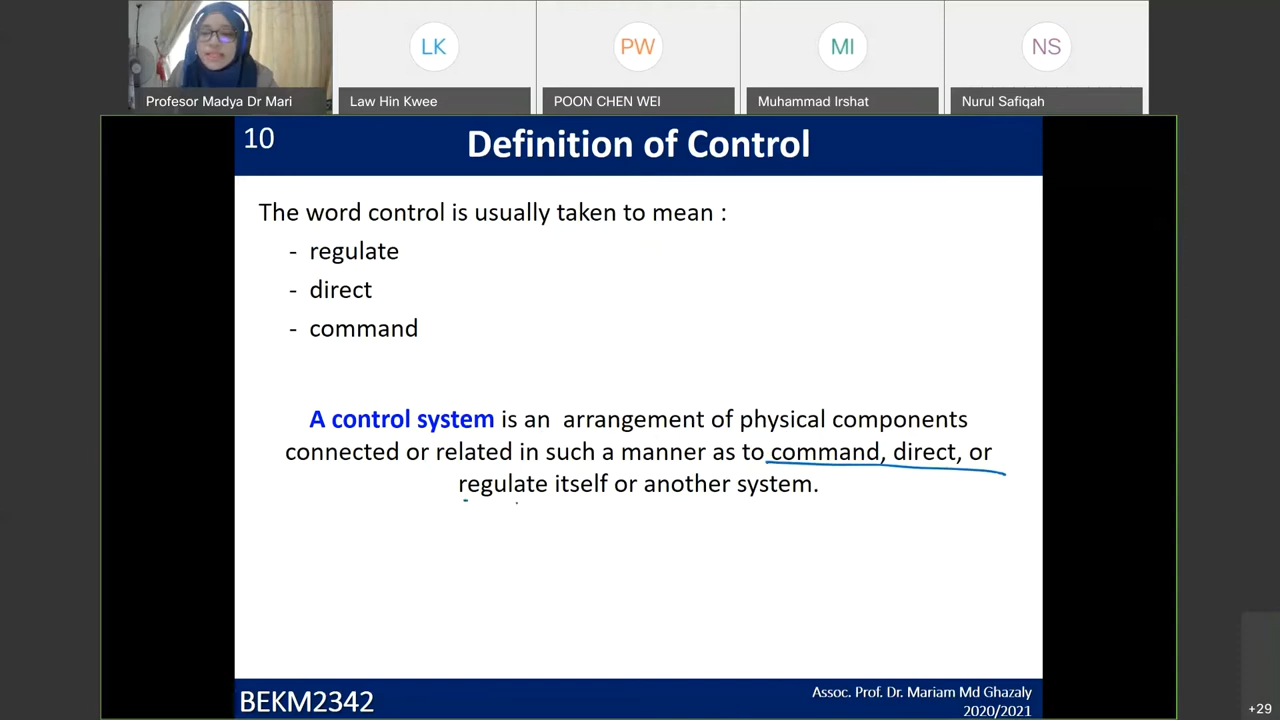 LK
PW
MI
NS
Profesor Madya Dr Mari
Law Hin Kwee
POON CHEN WEI
Muhammad Irshat
Nurul Safiqah
10
Definition of Control
The word control is usually taken to mean :
- regulate
- direct
- command
A control system is an arrangement of physical components
connected or related in such a manner as to command, direct, or
regulate itself or another system.
BEKM2342
Assoc. Prof. Dr. Mariam Md Ghazaly
2020/2021
+29